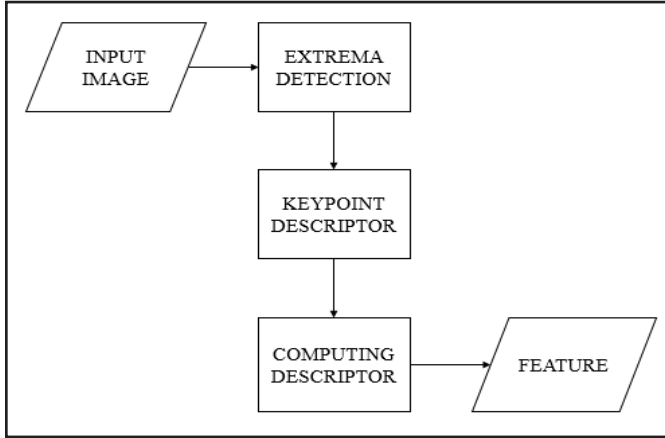 INPUT
IMAGE
EXTREMA
DETECTION
KEYPOINT
DESCRIPTOR
COMPUTING
DESCRIPTOR
FEATURE